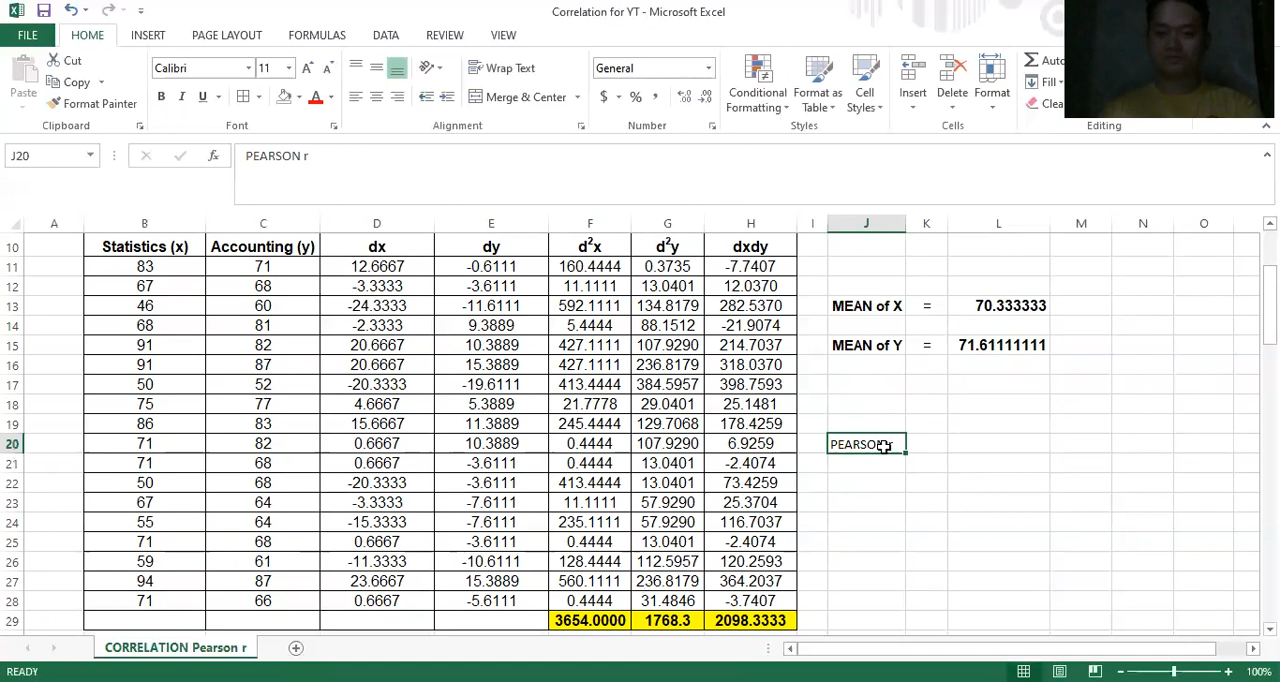 Correlation for YT - Microsoft Excel
FILE HOME INSERT PAGE LAYOUT FORMULAS DATA REVIEW VIEW
Cut
Copy
Format Painter
Paste
Clipboard
Calibri 11
B I U
Font
Wrap Text
Merge & Center
Alignment
General
$ % ,
Number
Conditional Formatting
Format as Table
Cell Styles
Styles
Insert Delete Format
Cells
Auto
Fill
Clea
Editing
J20 fx PEARSON r
A B C D E F G H I J K L M N O
10 Statistics (x) Accounting (y) dx dy d²x d²y dxdy
11 83 71 12.6667 -0.6111 160.4444 0.3735 -7.7407
12 67 68 -3.3333 -3.6111 11.1111 13.0401 12.0370
13 46 60 -24.3333 -11.6111 592.1111 134.8179 282.5370 MEAN of X = 70.333333
14 68 81 -2.3333 9.3889 5.4444 88.1512 -21.9074
15 91 82 20.6667 10.3889 427.1111 107.9290 214.7037 MEAN of Y = 71.61111111
16 91 87 20.6667 15.3889 427.1111 236.8179 318.0370
17 50 52 -20.3333 -19.6111 413.4444 384.5957 398.7593
18 75 77 4.6667 5.3889 21.7778 29.0401 25.1481
19 86 83 15.6667 11.3889 245.4444 129.7068 178.4259
20 71 82 0.6667 10.3889 0.4444 107.9290 6.9259 PEARSON r
21 71 68 0.6667 -3.6111 0.4444 13.0401 -2.4074
22 50 68 -20.3333 -3.6111 413.4444 13.0401 73.4259
23 67 64 -3.3333 -7.6111 11.1111 57.9290 25.3704
24 55 64 -15.3333 -7.6111 235.1111 57.9290 116.7037
25 71 68 0.6667 -3.6111 0.4444 13.0401 -2.4074
26 59 61 -11.3333 -10.6111 128.4444 112.5957 120.2593
27 94 87 23.6667 15.3889 560.1111 236.8179 364.2037
28 71 66 0.6667 -5.6111 0.4444 31.4846 -3.7407
29 3654.0000 1768.3 2098.3333
CORRELATION Pearson r
READY 100%